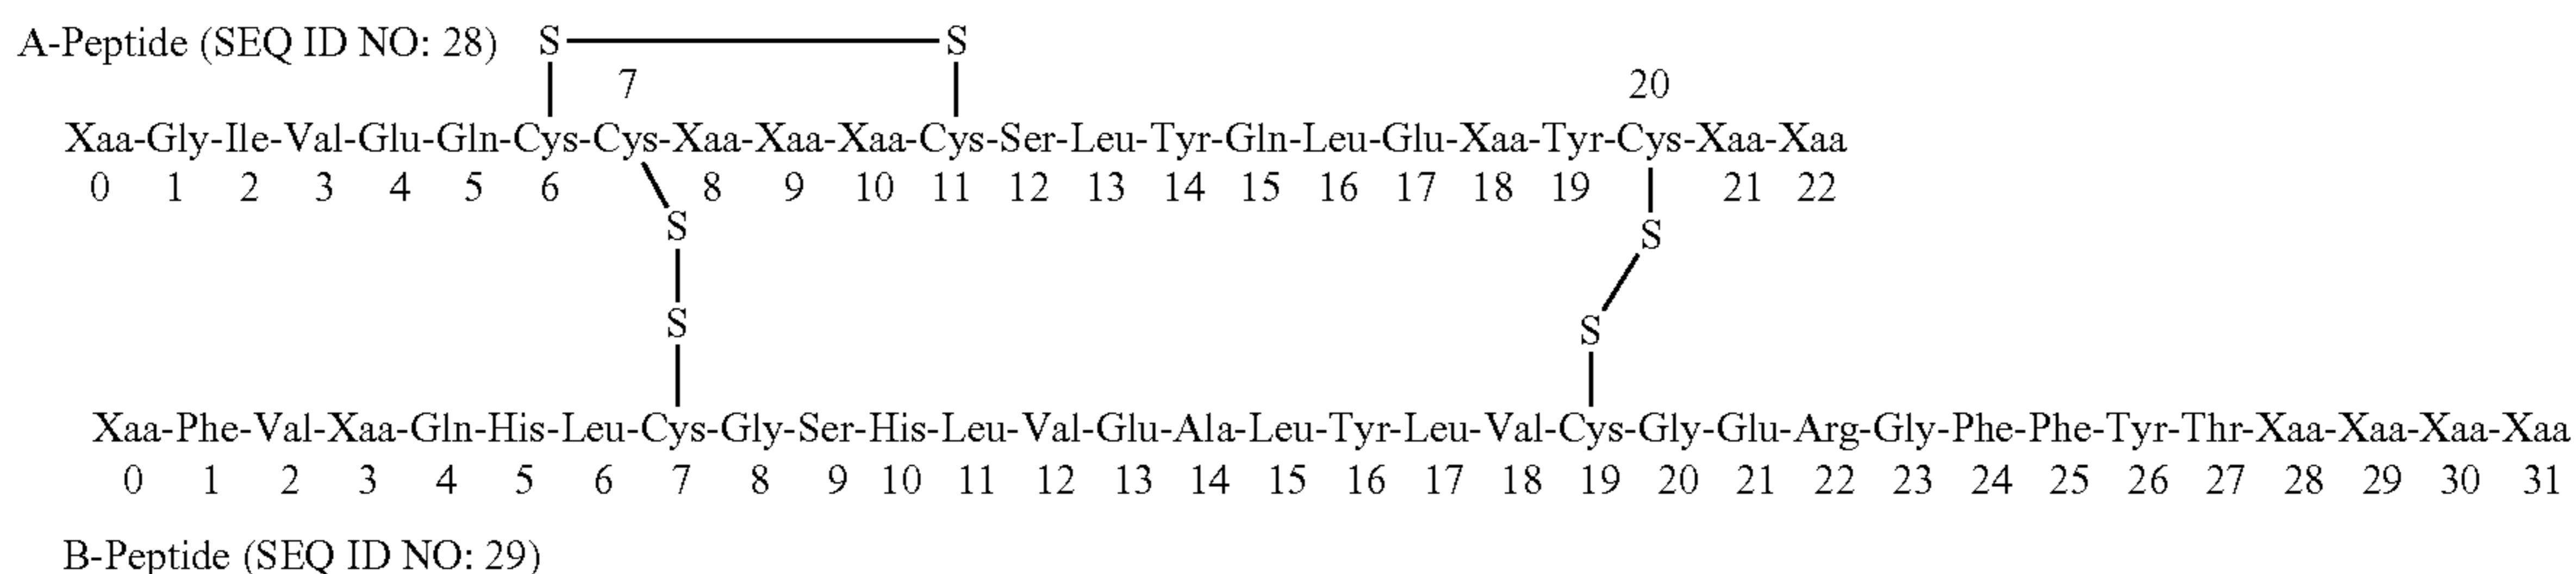 A-Peptide (SEQ ID NO: 28) S S
7 20
Xaa-Gly-Ile-Val-Glu-Gln-Cys-Cys-Xaa-Xaa-Xaa-Cys-Ser-Leu-Tyr-Gln-Leu-Glu-Xaa-Tyr-Cys-Xaa-Xaa
0 1 2 3 4 5 6 8 9 10 11 12 13 14 15 16 17 18 19 21 22
S S
S S
Xaa-Phe-Val-Xaa-Gln-His-Leu-Cys-Gly-Ser-His-Leu-Val-Glu-Ala-Leu-Tyr-Leu-Val-Cys-Gly-Glu-Arg-Gly-Phe-Phe-Tyr-Thr-Xaa-Xaa-Xaa-Xaa
0 1 2 3 4 5 6 7 8 9 10 11 12 13 14 15 16 17 18 19 20 21 22 23 24 25 26 27 28 29 30 31
B-Peptide (SEQ ID NO: 29)